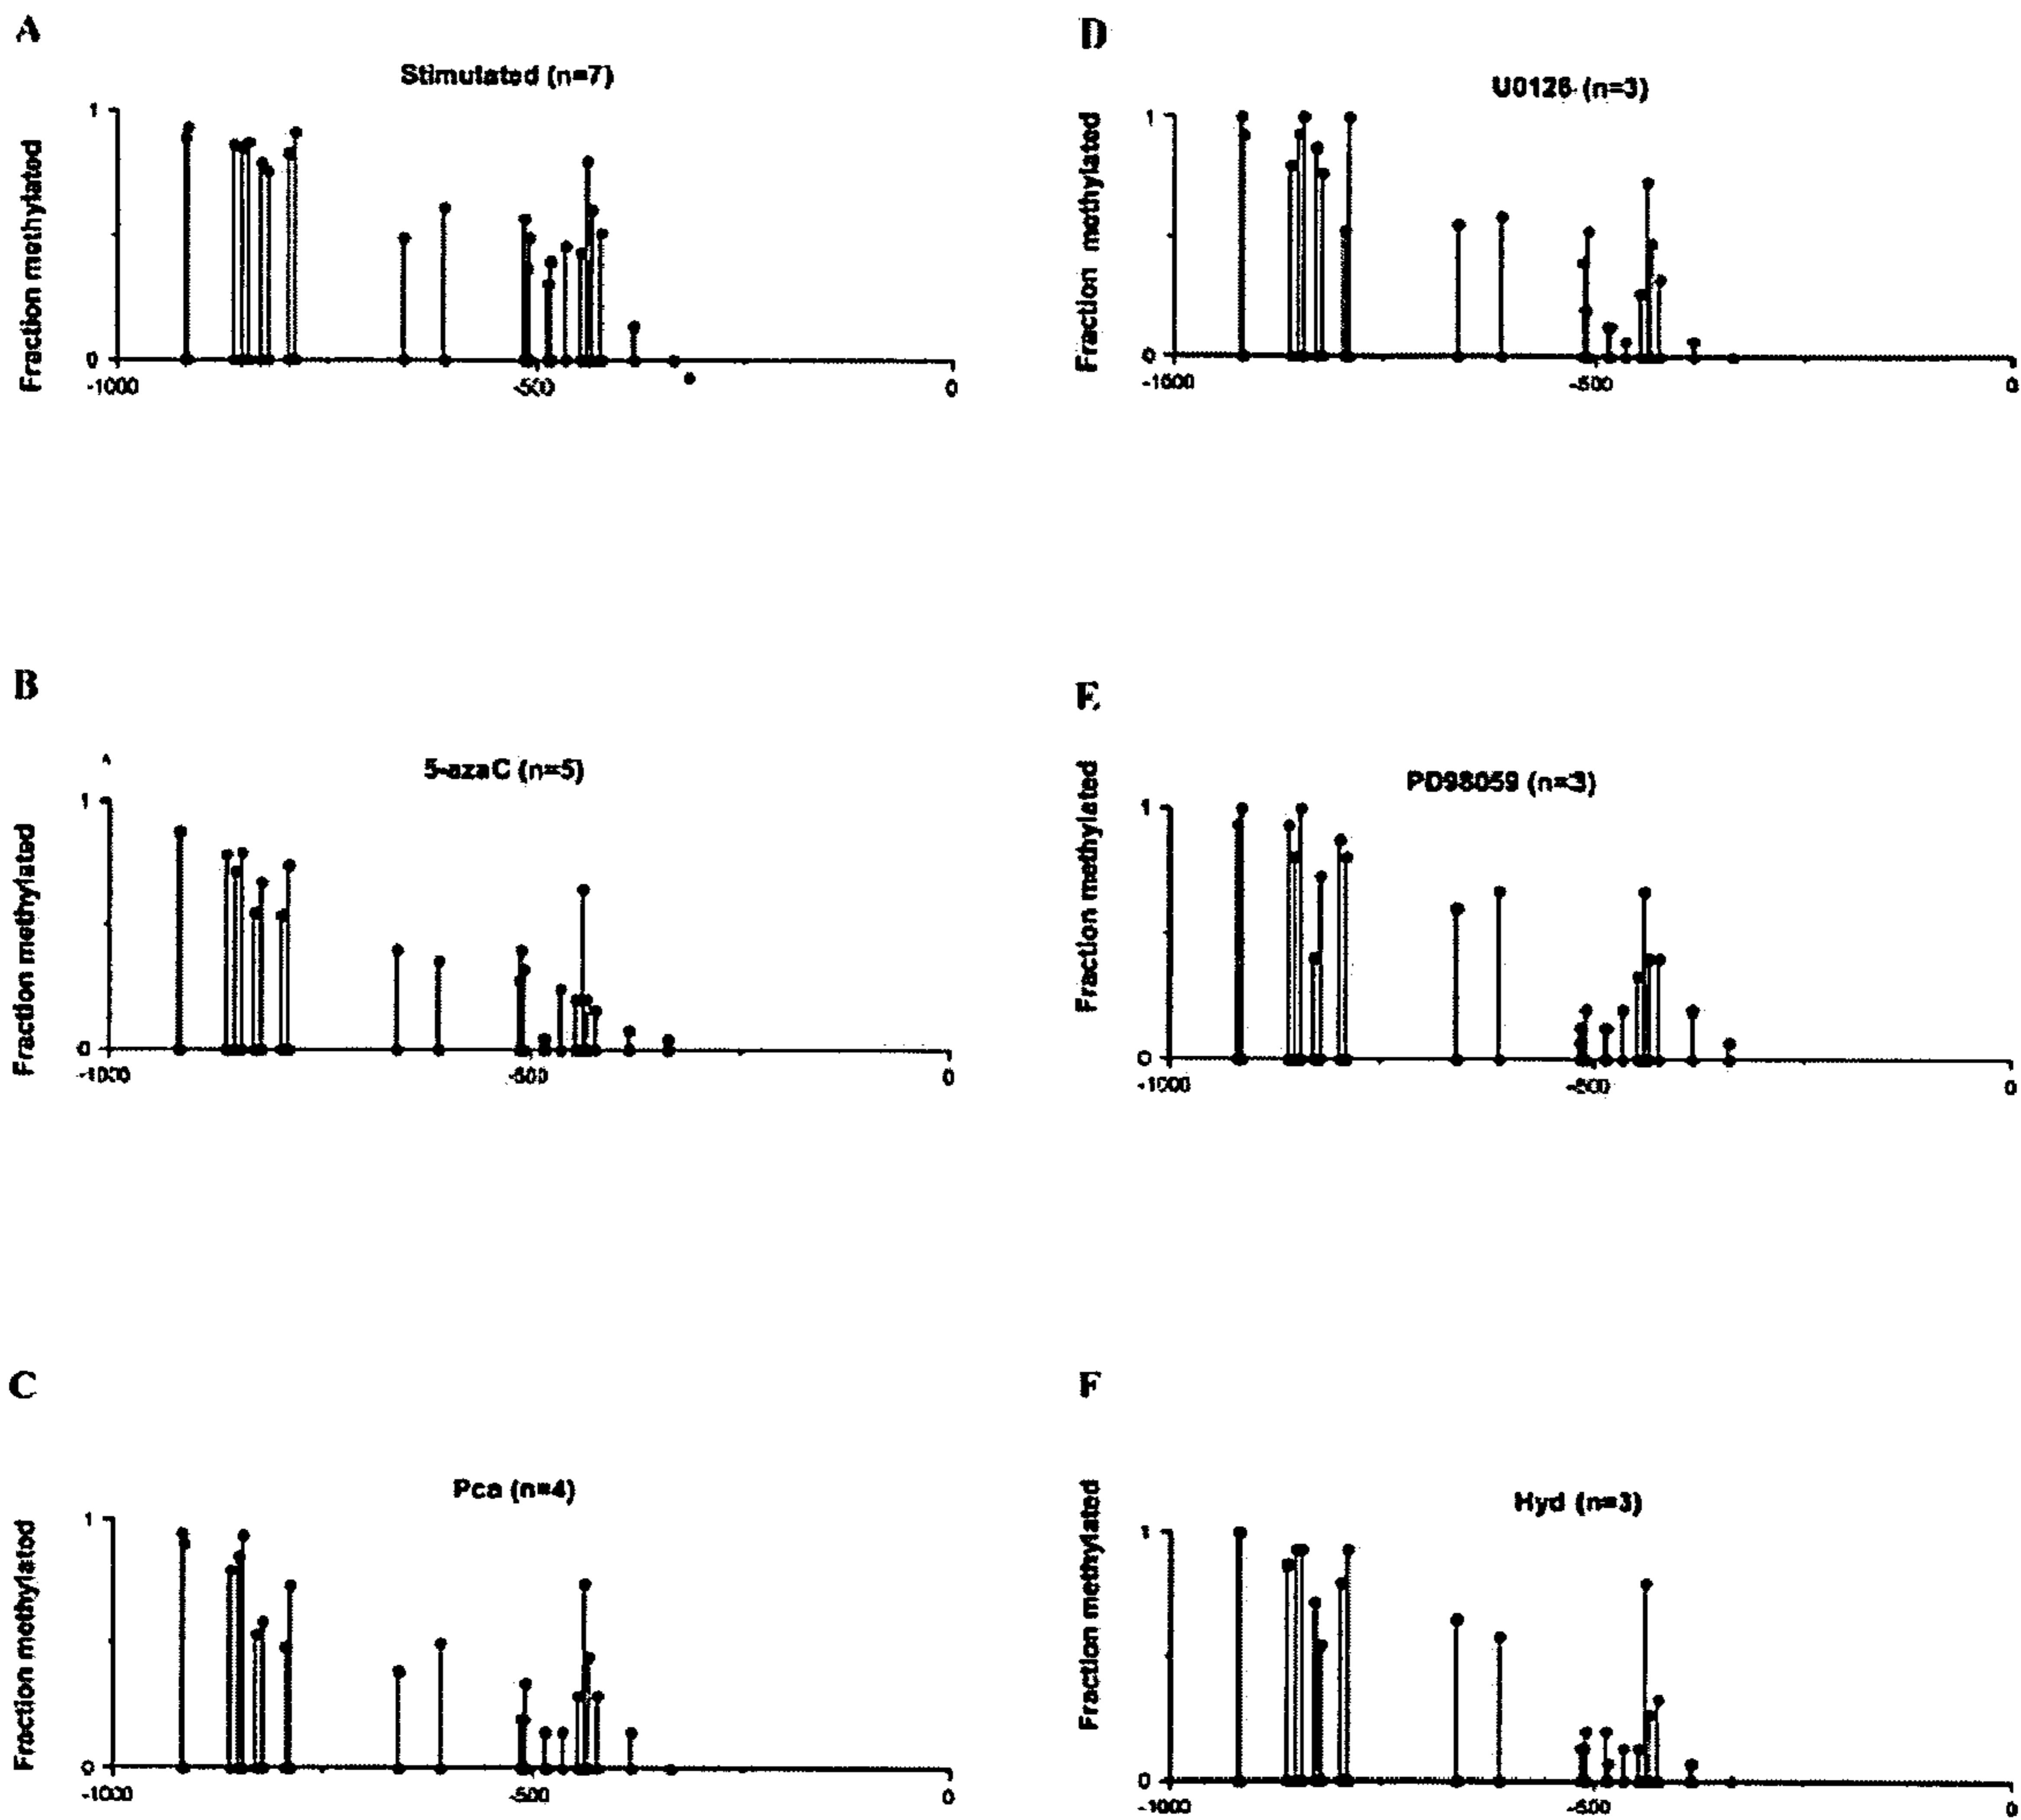 A
Stimulated (n=7)
Fraction methylated
1
0
-1000
-500
0
B
5-azaC (n=5)
Fraction methylated
1
0
-1000
-500
0
C
Pca (n=4)
Fraction methylated
1
0
-1000
-500
0
D
U0126 (n=3)
Fraction methylated
1
0
-1000
-500
0
E
PD98059 (n=3)
Fraction methylated
1
0
-1000
-500
0
F
Hyd (n=3)
Fraction methylated
1
0
-1000
-500
0